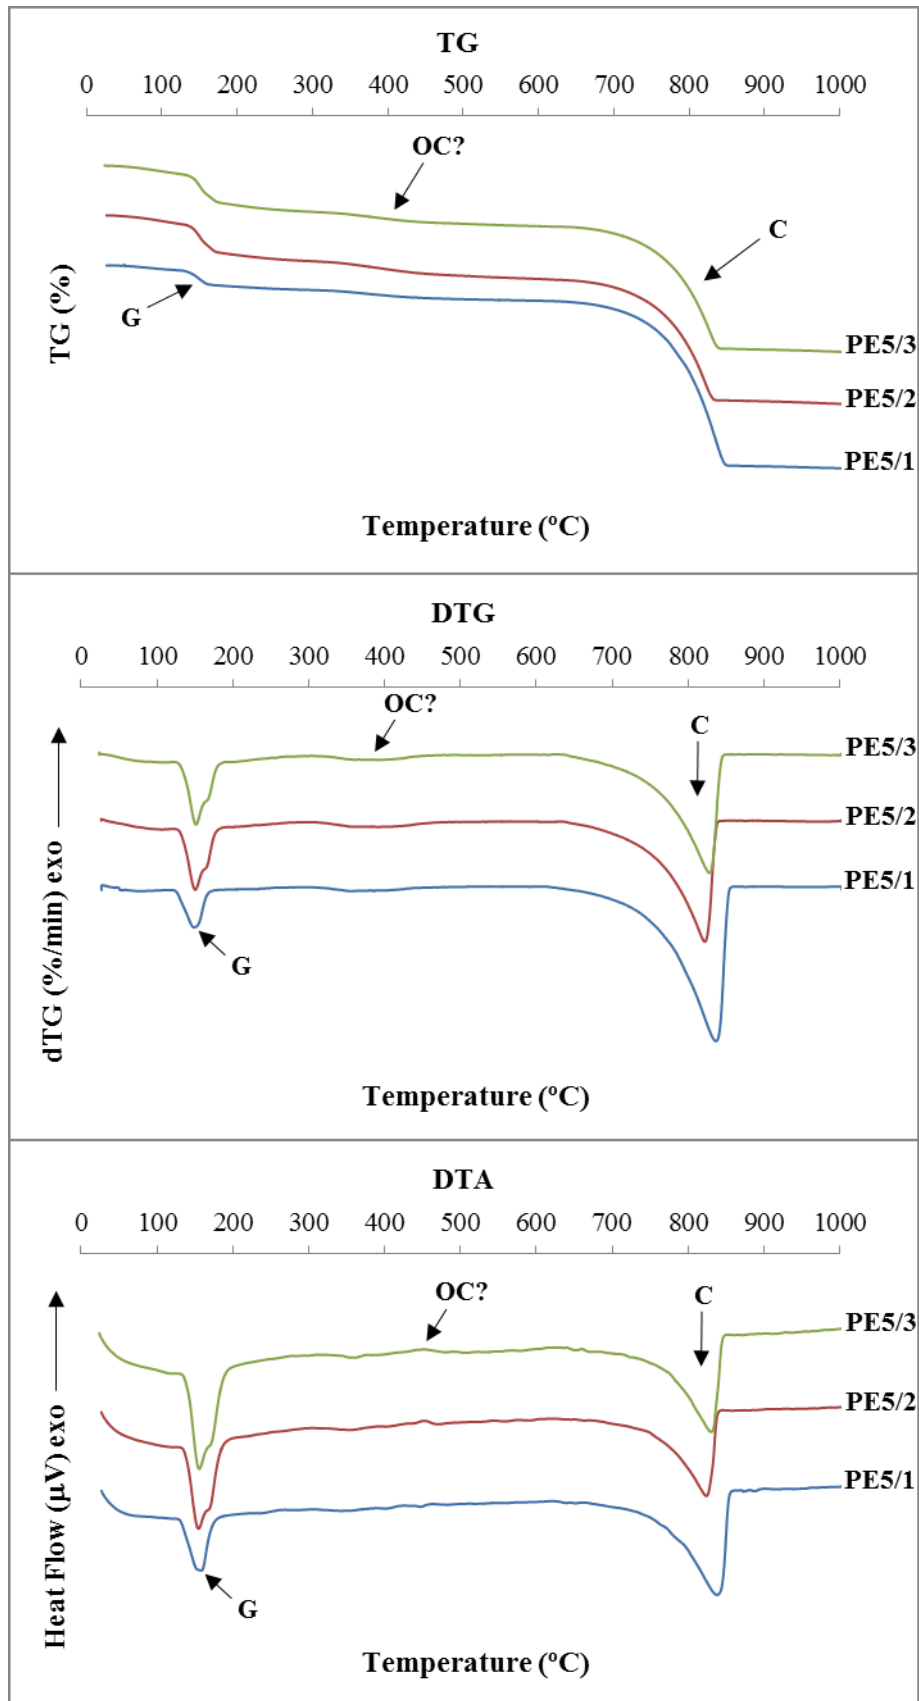 TG
0 100 200 300 400 500 600 700 800 900 1000
OC?
C
G
TG (%)
PE5/3
PE5/2
PE5/1
Temperature (ºC)
DTG
0 100 200 300 400 500 600 700 800 900 1000
OC?
C
PE5/3
PE5/2
PE5/1
G
dTG (%/min) exo
Temperature (ºC)
DTA
0 100 200 300 400 500 600 700 800 900 1000
OC?
C
PE5/3
PE5/2
PE5/1
G
Heat Flow (µV) exo
Temperature (ºC)